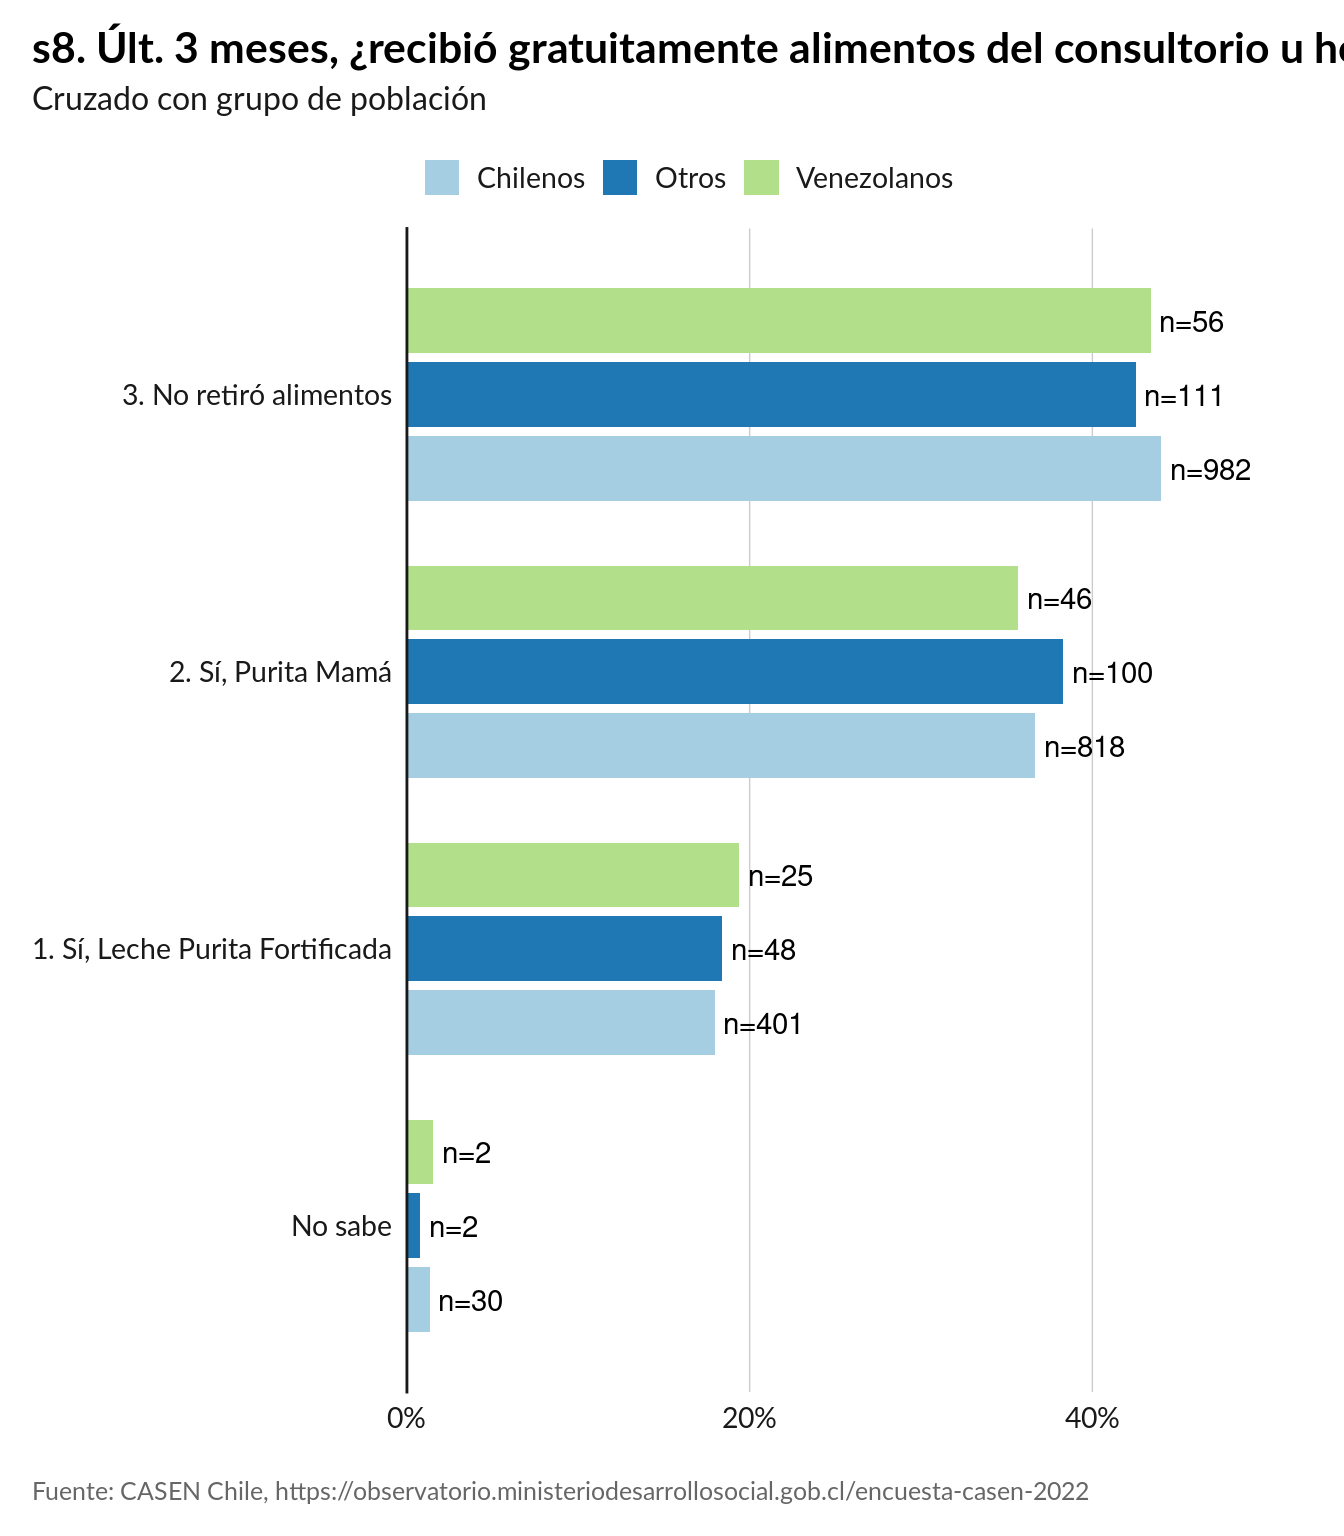 s8. Últ. 3 meses, ¿recibió gratuitamente alimentos del consultorio u
Cruzado con grupo de población
Chilenos Otros Venezolanos
n=56
3. No retiró alimentos n=111
n=982
n=46
2. Sí, Purita Mamá n=100
n=818
n=25
1. Sí, Leche Purita Fortificada n=48
n=401
n=2
No sabe n=2
n=30
0% 20% 40%
Fuente: CASEN Chile, https://observatorio.ministeriodesarrollosocial.gob.cl/encuesta-casen-2022